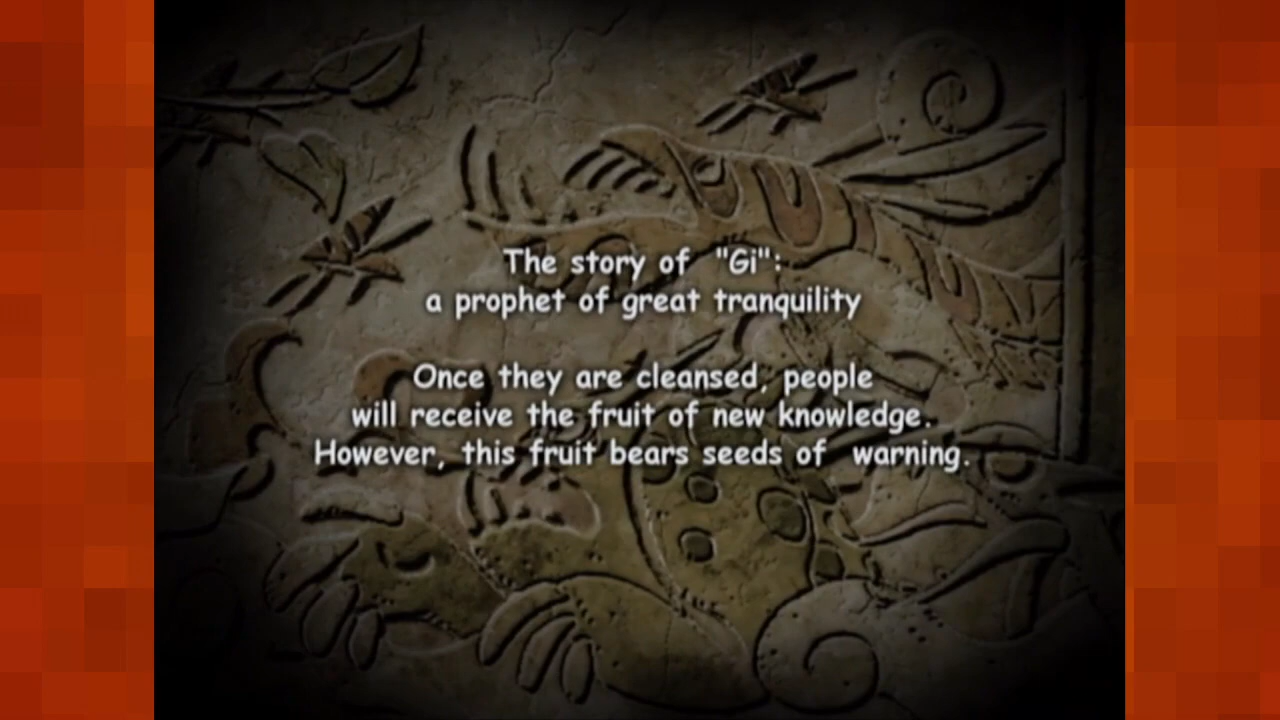 The story of "Gi":
a prophet of great tranquility
Once they are cleansed, people
will receive the fruit of new knowledge.
However, this fruit bears seeds of warning.